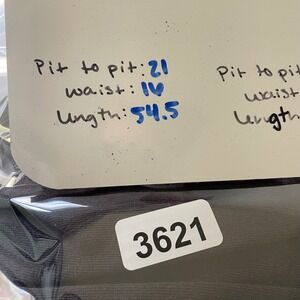 Pit to pit: 21
waist: 16
length: 54.5
Pit to pit
waist
length
3621